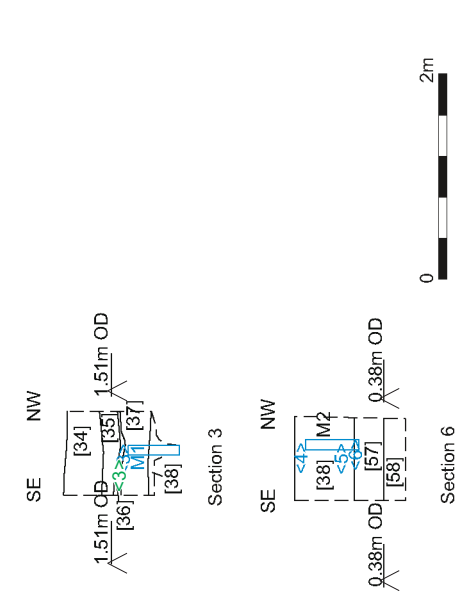 SE NW
[34]
1.51m OD [35] 1.51m OD
[36] <3> [37]
M1
[38]
Section 3
SE NW
<4>
[38] M2
<5>
<6>
0.38m OD [57] 0.38m OD
[58]
Section 6
0 2m